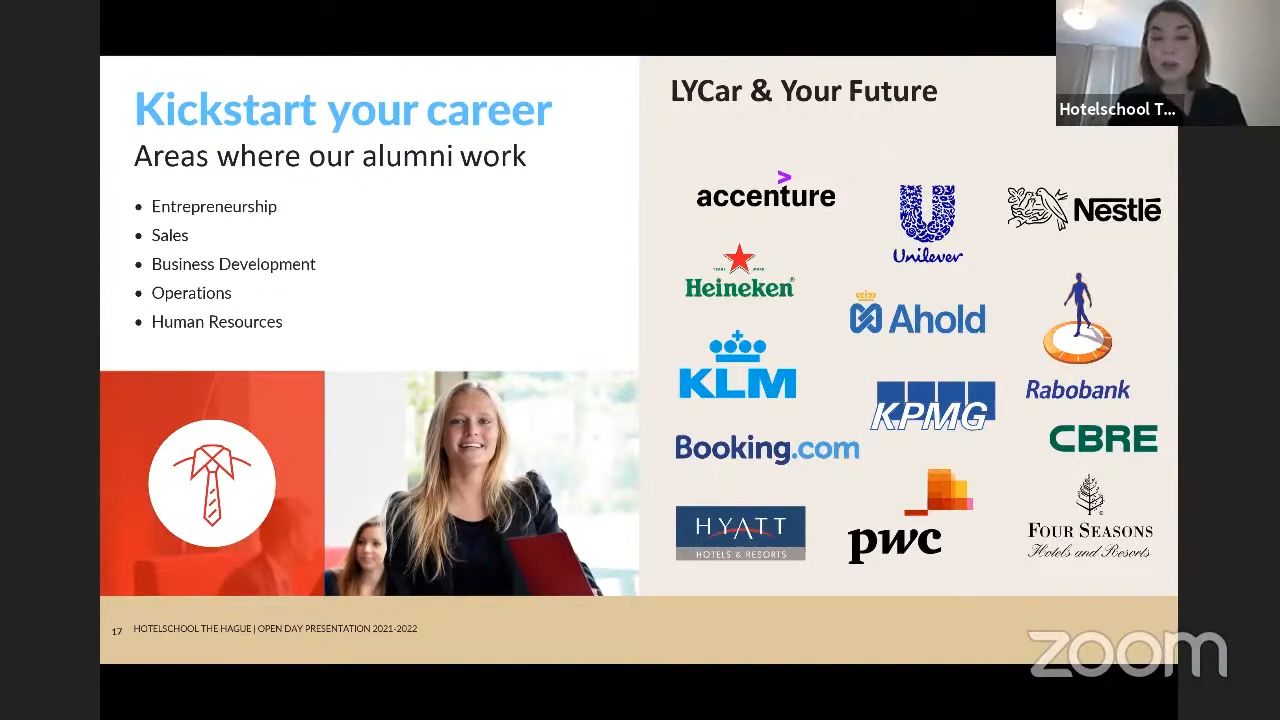 Kickstart your career
Areas where our alumni work
• Entrepreneurship
• Sales
• Business Development
• Operations
• Human Resources
LYCar & Your Future
accenture
Unilever
Nestlé
Heineken
Ahold
KLM
KPMG
Rabobank
Booking.com
CBRE
HYATT
HOTELS & RESORTS
pwc
FOUR SEASONS
Hotels and Resorts
Hotelschool T...
17 HOTELSCHOOL THE HAGUE | OPEN DAY PRESENTATION 2021-2022
zoom